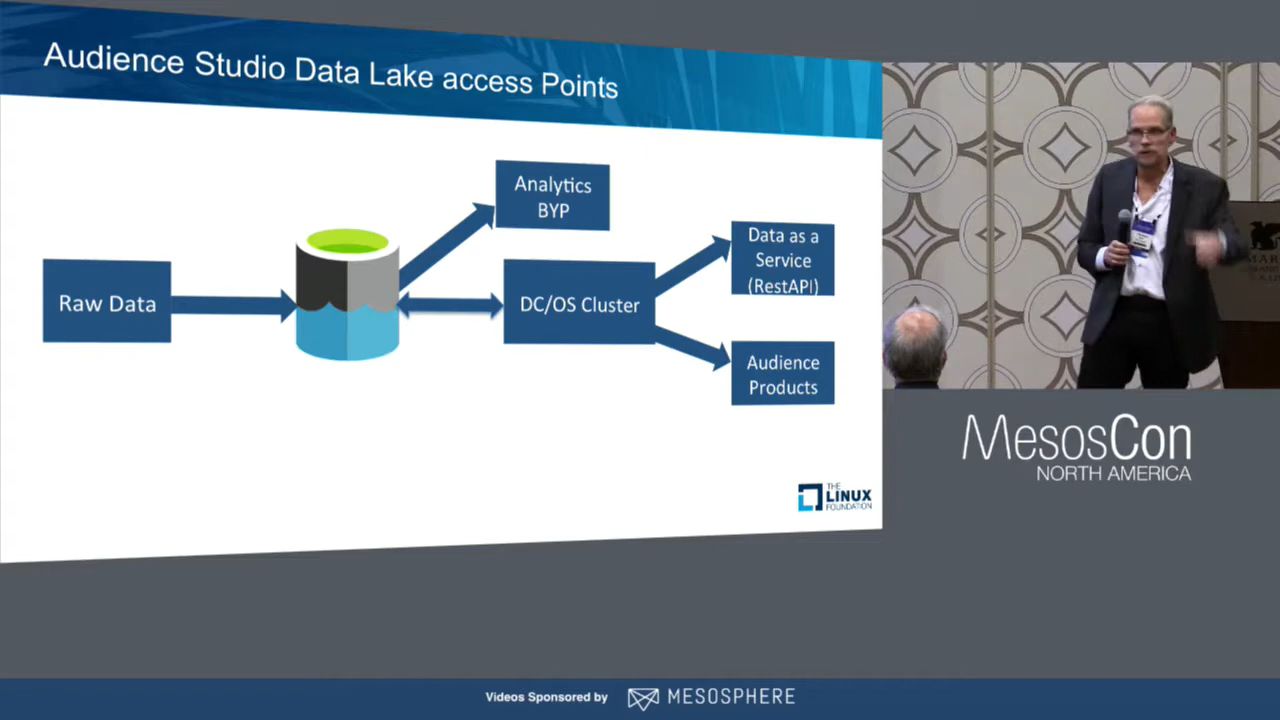 Audience Studio Data Lake access Points
Analytics
BYP
Raw Data
DC/OS Cluster
Data as a
Service
(RestAPI)
Audience
Products
THE
LINUX
FOUNDATION
MesosCon
NORTH AMERICA
Videos Sponsored by MESOSPHERE